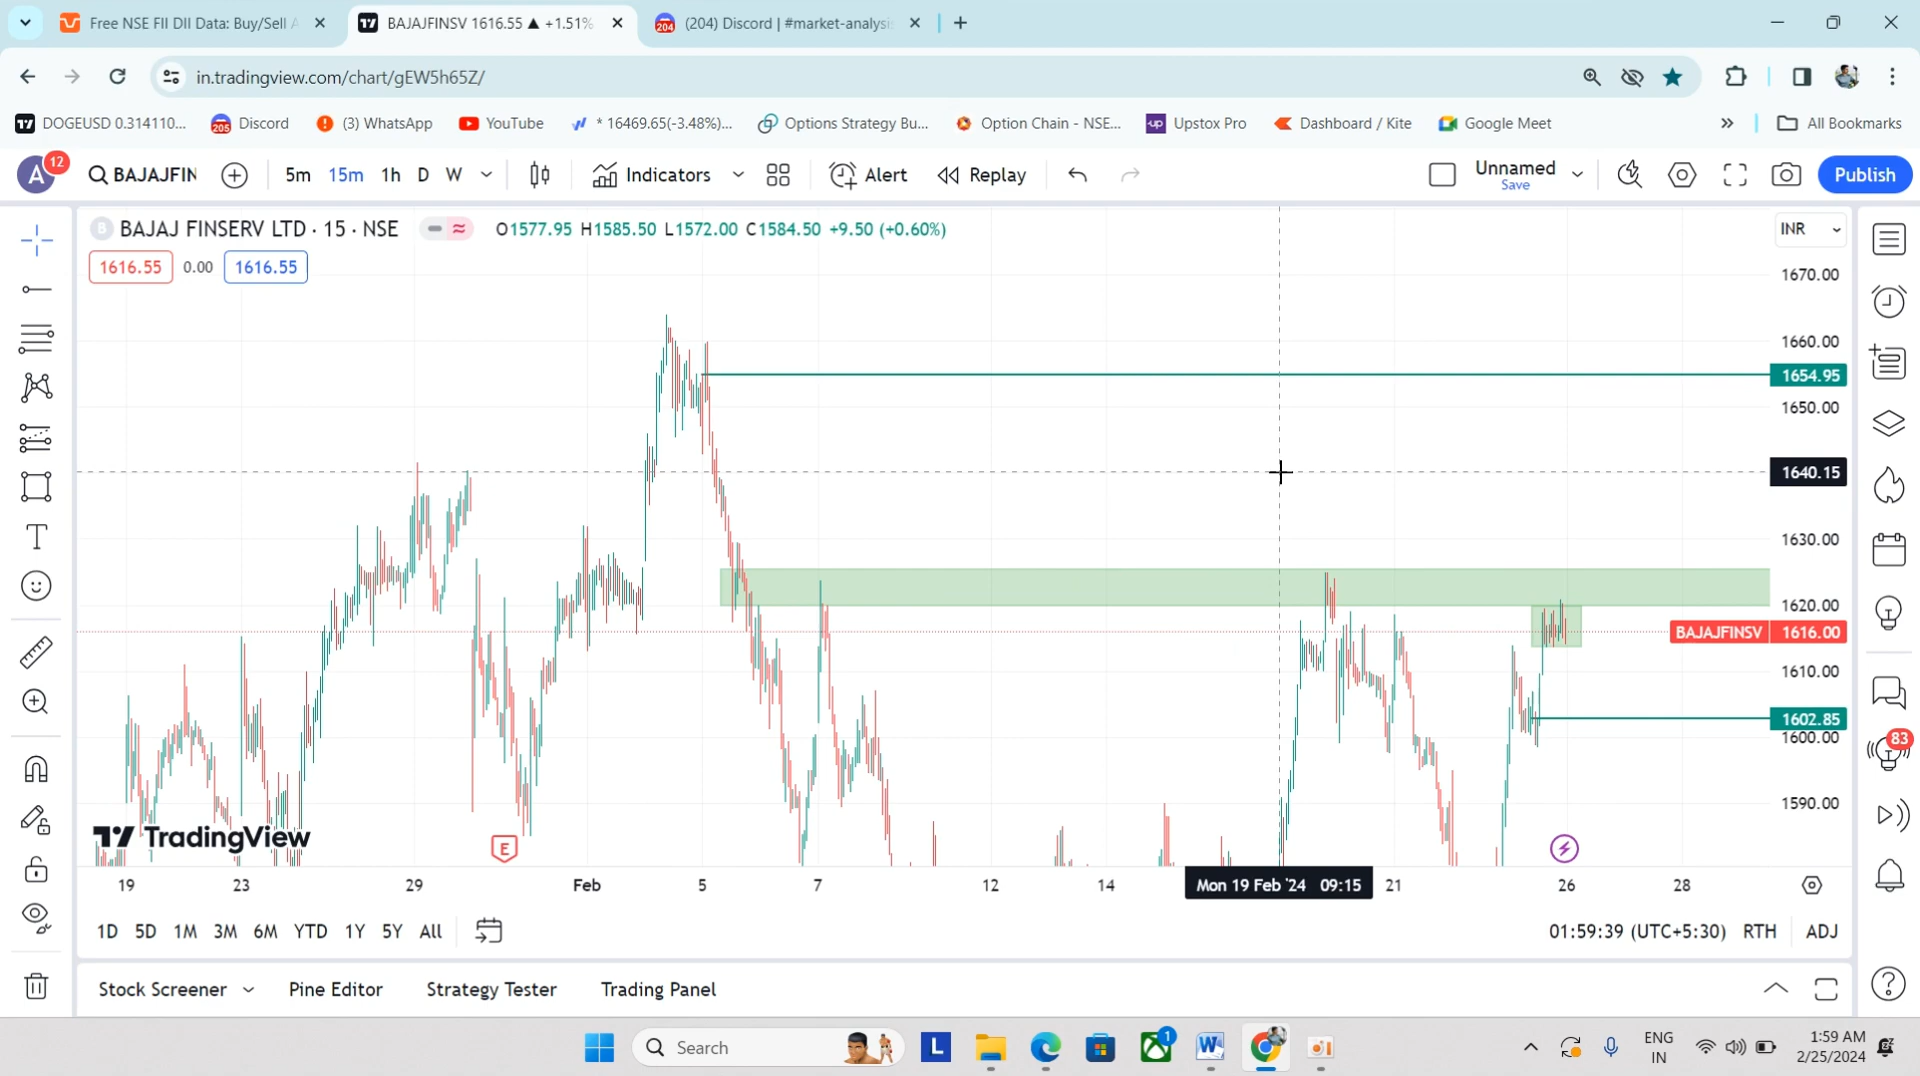 Free NSE FII DII Data: Buy/Sell A
BAJAJFINSV 1616.55 ▲ +1.51%
204
(204) Discord | #market-analysis
in.tradingview.com/chart/gEW5h65Z/
DOGEUSD 0.314110...
205
Discord
(3) WhatsApp
YouTube
* 16469.65(-3.48%)...
Options Strategy Bu...
Option Chain - NSE...
up
Upstox Pro
Dashboard / Kite
Google Meet
»
All Bookmarks
A
12
BAJAJFIN
5m
15m
1h
D
W
Indicators
Alert
Replay
Unnamed
Save
Publish
B
BAJAJ FINSERV LTD · 15 · NSE
O1577.95 H1585.50 L1572.00 C1584.50 +9.50 (+0.60%)
1616.55
0.00
1616.55
INR
1670.00
1660.00
1654.95
1650.00
1640.15
1630.00
1620.00
BAJAJFINSV
1616.00
1610.00
1602.85
1600.00
1590.00
83
TradingView
E
19
23
29
Feb
5
7
12
14
Mon 19 Feb '24 09:15
21
26
28
1D
5D
1M
3M
6M
YTD
1Y
5Y
All
01:59:39 (UTC+5:30)
RTH
ADJ
Stock Screener
Pine Editor
Strategy Tester
Trading Panel
Search
L
1
W
ENG
IN
1:59 AM
2/25/2024